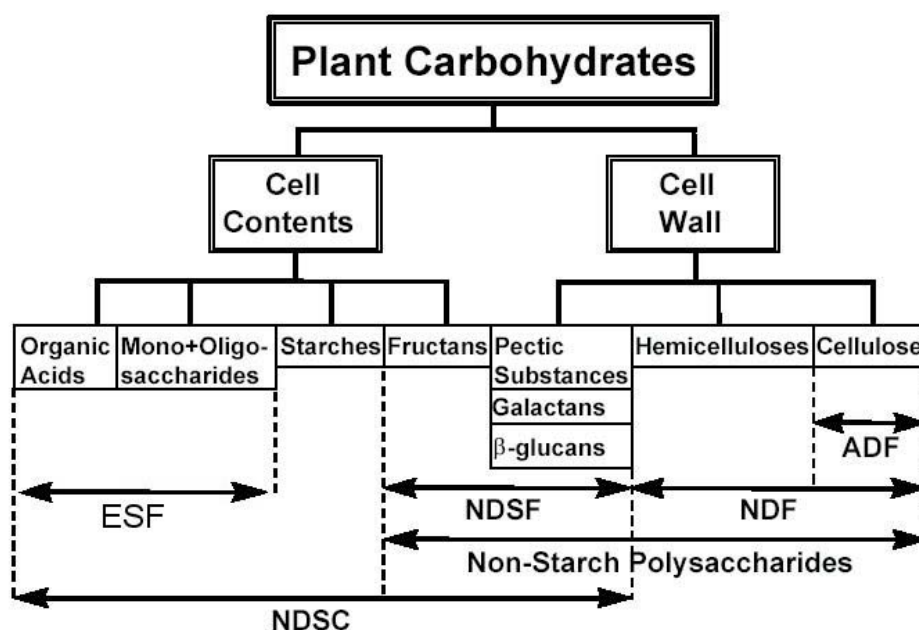 Plant Carbohydrates
Cell
Contents
Cell
Wall
Organic
Acids
Mono+Oligo-
saccharides
Starches
Fructans
Pectic
Substances
Galactans
β-glucans
Hemicelluloses
Cellulose
ADF
ESF
NDSF
NDF
Non-Starch Polysaccharides
NDSC